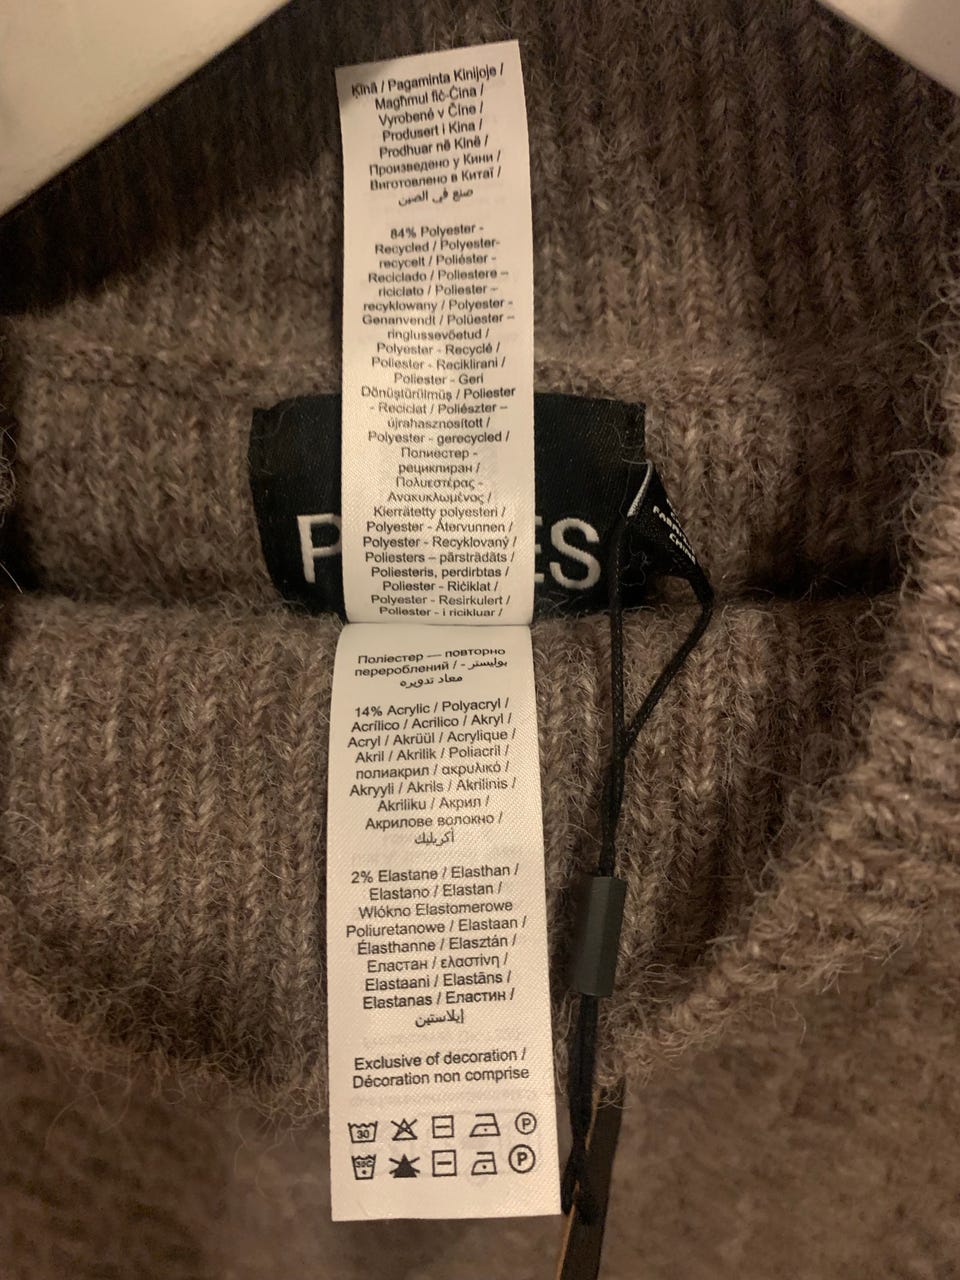 Ķīnā / Pagaminta Kinijoje /
Magħmul fiċ-Ċina /
Vyrobené v Číne /
Produsert i Kina /
Prodhuar në Kinë /
Произведено у Кини /
Виготовлено в Китаї /
صنع في الصين
84% Polyester -
Recycled / Polyester-
recycelt / Poliéster -
Reciclado / Poliestere –
riciclato / Poliester –
recyklowany / Polyester -
Genanvendt / Polüester –
ringlussevõetud /
Polyester - Recyclé /
Poliester - Reciklirani /
Poliester - Geri
Dönüştürülmüş / Poliester
- Reciclat / Poliészter –
újrahasznosított /
Polyester - gerecycled /
Полиестер -
рециклиран /
Πολυεστέρας -
Ανακυκλωμένος /
Kierrätetty polyesteri /
Polyester - Återvunnen /
Polyester - Recyklovaný /
Poliesters – pārstrādāts /
Poliesteris, perdirbtas /
Poliester - Riċiklat /
Polyester - Resirkulert /
Poliester - i ricikluar /
P ES
CHINA
Поліестер — повторно
перероблений / بوليستر -
معاد تدويره
14% Acrylic / Polyacryl /
Acrílico / Acrilico / Akryl /
Acryl / Akrüül / Acrylique /
Akril / Akrilik / Poliacril /
полиакрил / ακρυλικό /
Akryyli / Akrils / Akrilinis /
Akriliku / Акрил /
Акрилове волокно /
أكريليك
2% Elastane / Elasthan /
Elastano / Elastan /
Włókno Elastomerowe
Poliuretanowe / Elastaan /
Élasthanne / Elasztán /
Еластан / ελαστίνη /
Elastaani / Elastāns /
Elastanas / Еластин /
إيلاستين
Exclusive of decoration /
Décoration non comprise
30 P
30C P